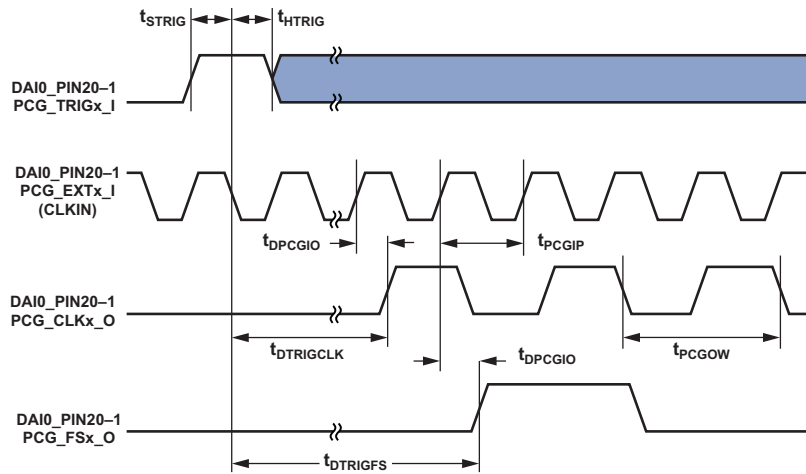 tSTRIG tHTRIG
DAI0_PIN20–1
PCG_TRIGx_I
DAI0_PIN20–1
PCG_EXTx_I
(CLKIN)
tDPCGIO tPCGIP
DAI0_PIN20–1
PCG_CLKx_O
tDTRIGCLK tDPCGIO tPCGOW
DAI0_PIN20–1
PCG_FSx_O
tDTRIGFS